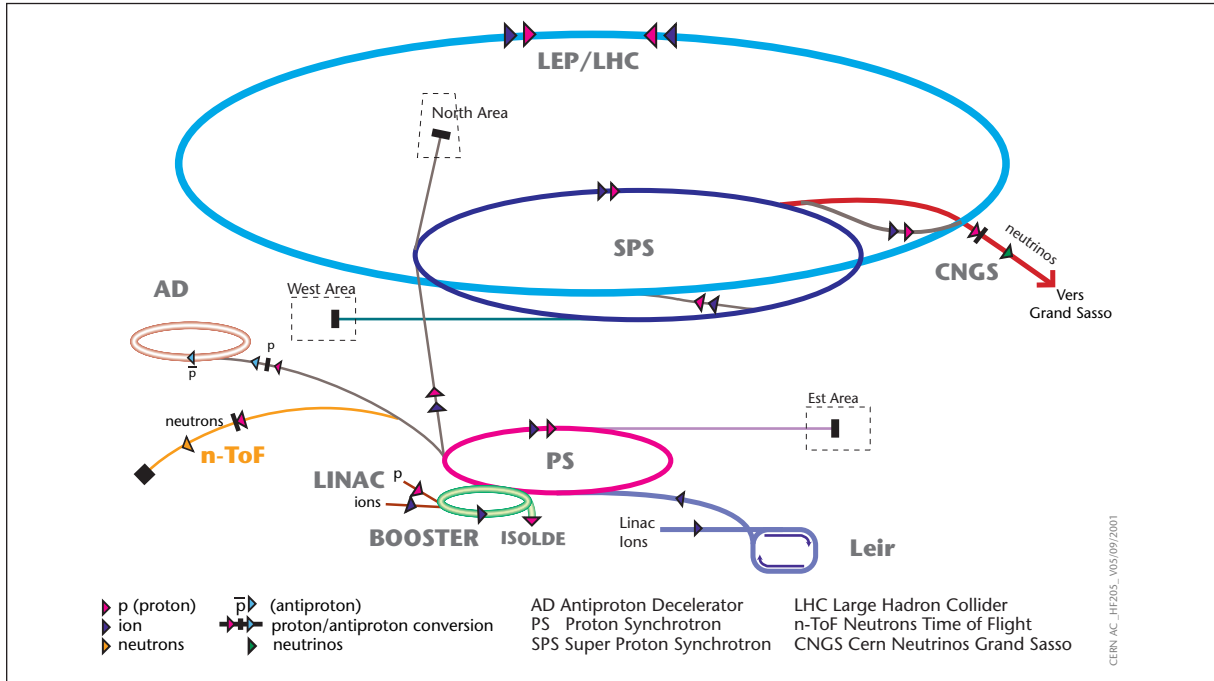 LEP/LHC
North Area
SPS
neutrinos
CNGS
Vers
Grand Sasso
AD
West Area
p
p̅
neutrons
n-ToF
Est Area
PS
LINAC
p
ions
BOOSTER
ISOLDE
Linac
Ions
Leir
p (proton)
ion
neutrons
p̅ (antiproton)
proton/antiproton conversion
neutrinos
AD Antiproton Decelerator
PS Proton Synchrotron
SPS Super Proton Synchrotron
LHC Large Hadron Collider
n-ToF Neutrons Time of Flight
CNGS Cern Neutrinos Grand Sasso
CERN AC _HF205_ V05/09/2001